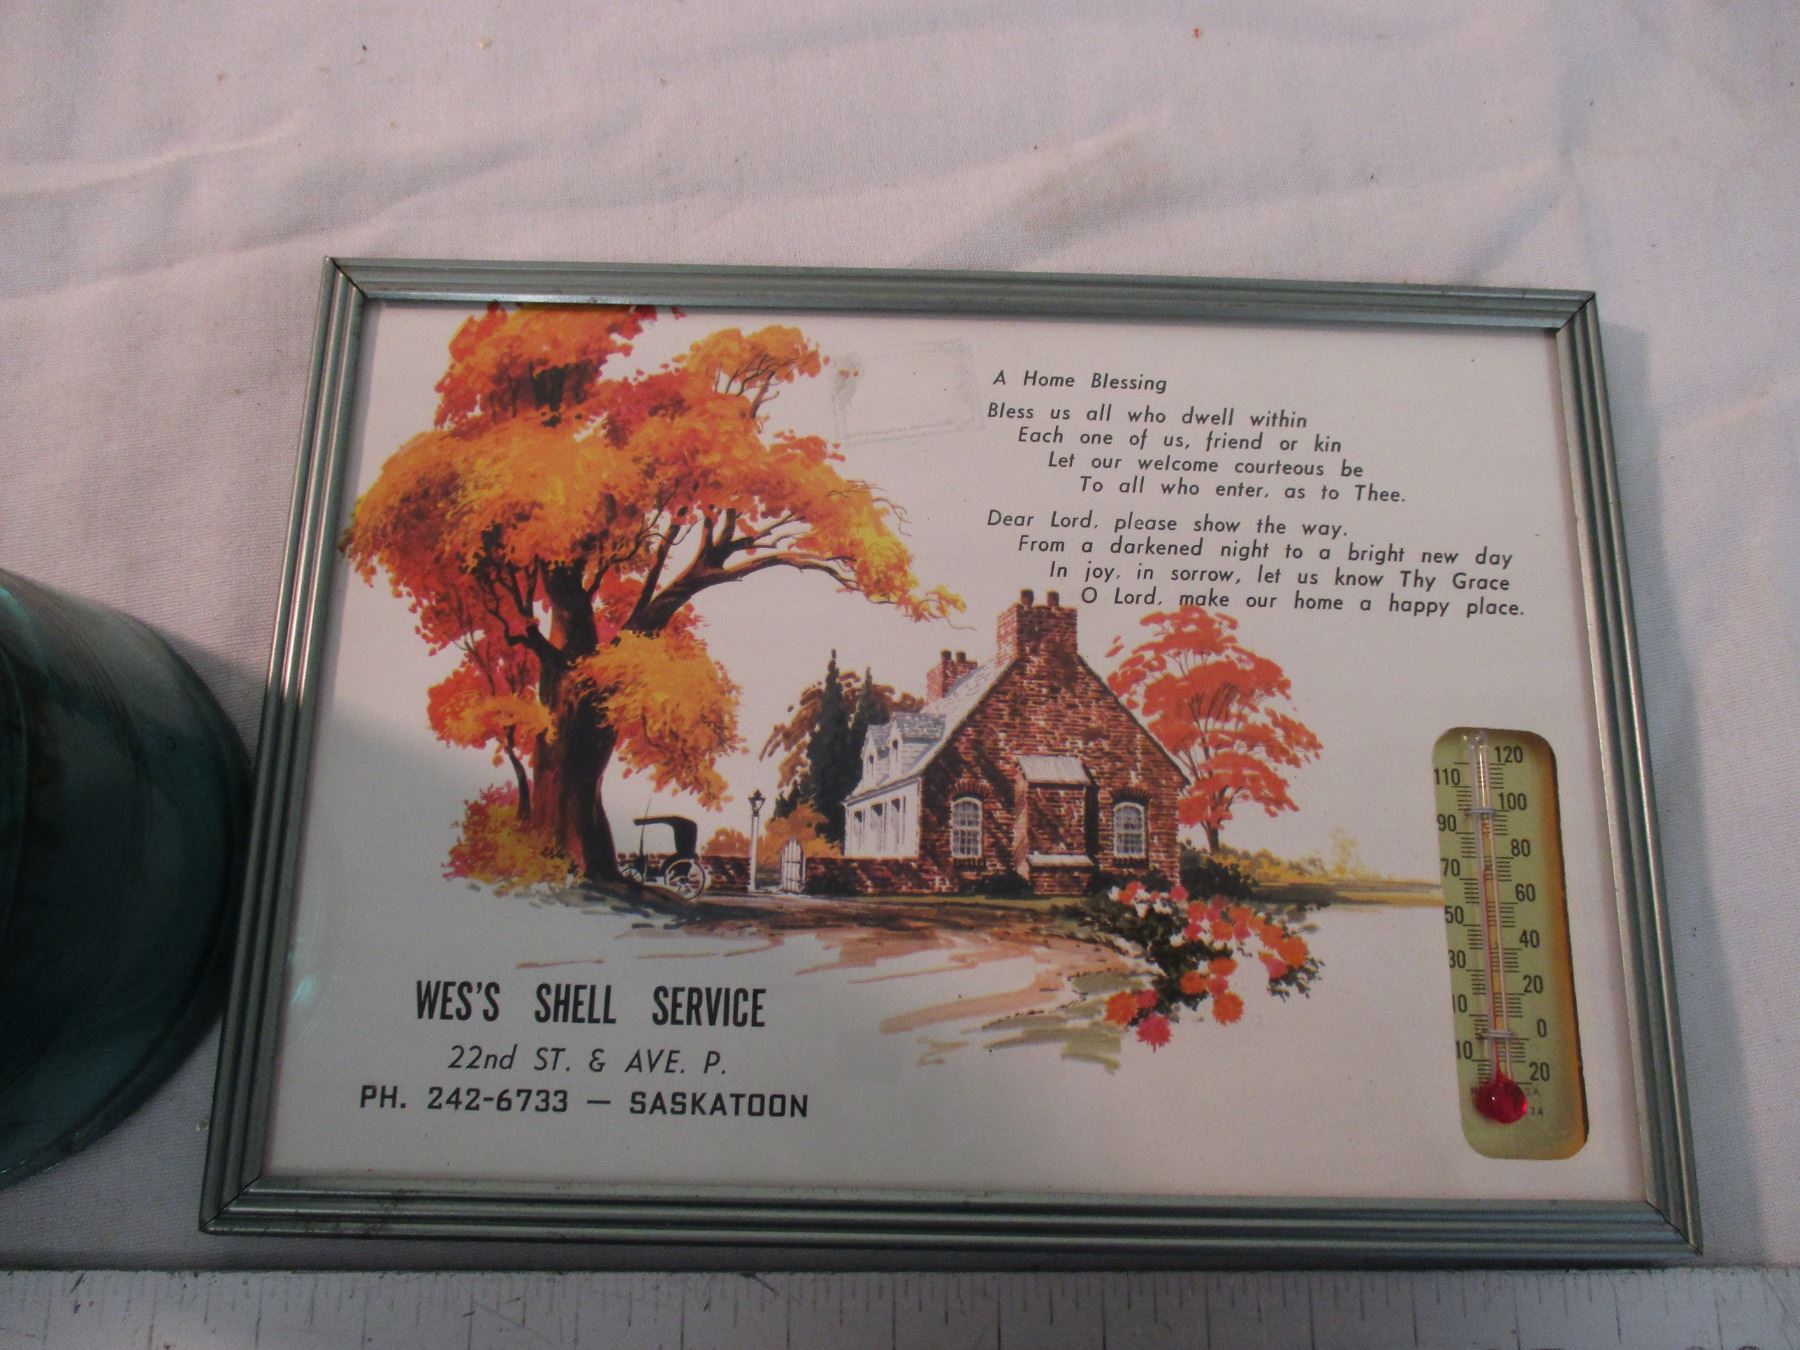 A Home Blessing
Bless us all who dwell within
Each one of us, friend or kin
Let our welcome courteous be
To all who enter, as to Thee.
Dear Lord, please show the way.
From a darkened night to a bright new day
In joy, in sorrow, let us know Thy Grace
O Lord, make our home a happy place.
WES'S SHELL SERVICE
22nd ST. & AVE. P.
PH. 242-6733 — SASKATOON
120
110
100
90
80
70
60
50
40
30
20
10
0
10
20